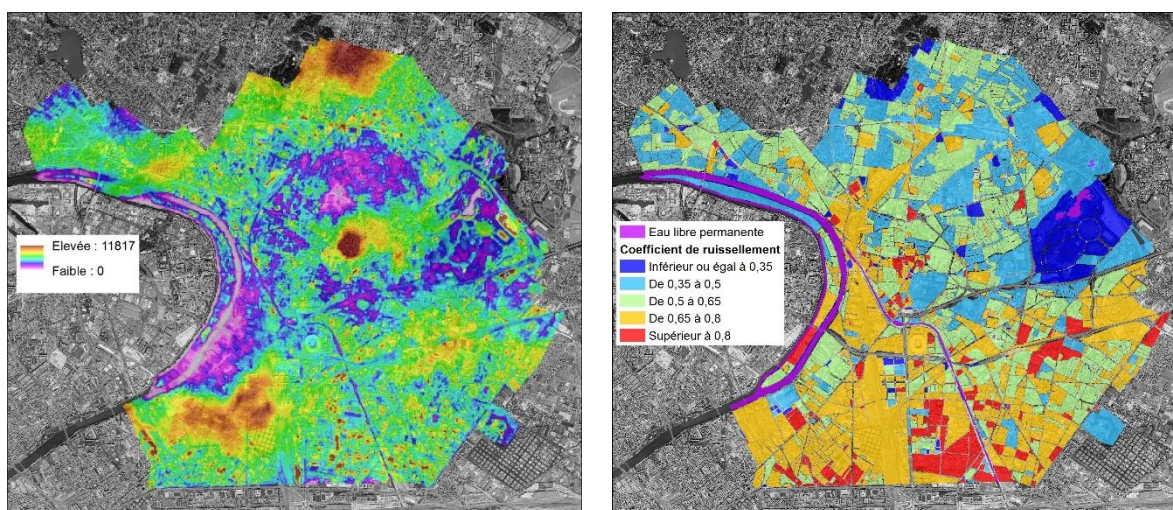 Elevée : 11817
Faible : 0
Eau libre permanente
Coefficient de ruissellement
Inférieur ou égal à 0,35
De 0,35 à 0,5
De 0,5 à 0,65
De 0,65 à 0,8
Supérieur à 0,8